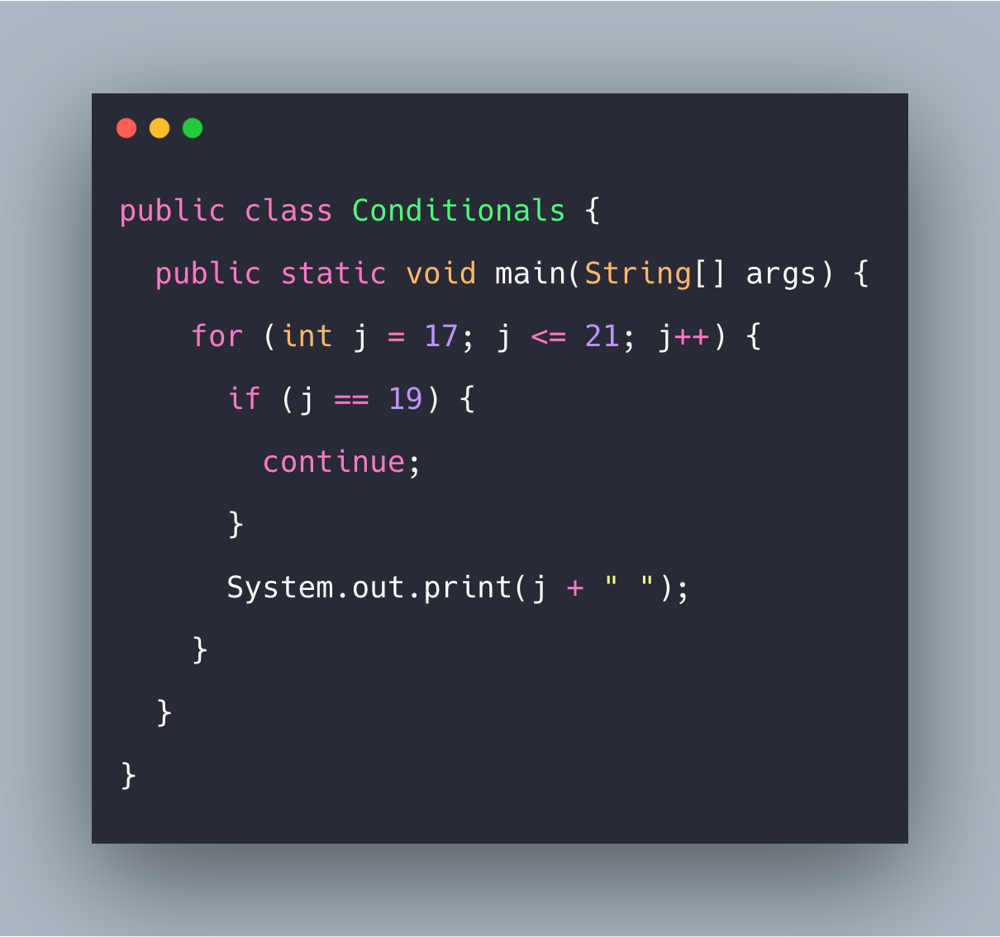 public class Conditionals {
  public static void main(String[] args) {
    for (int j = 17; j <= 21; j++) {
      if (j == 19) {
        continue;
      }
      System.out.print(j + " ");
    }
  }
}